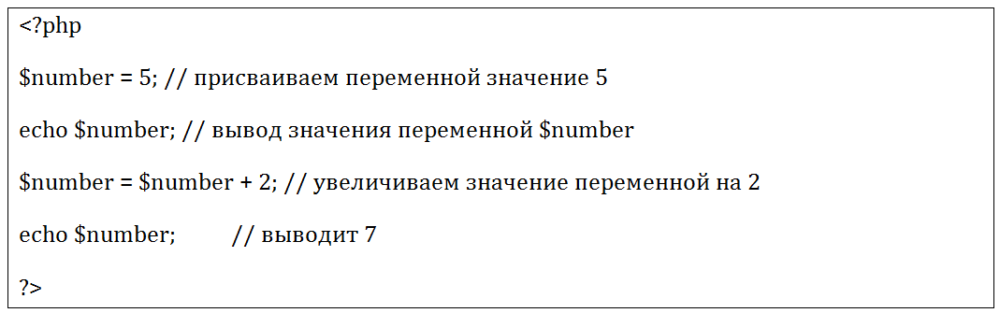 <?php
$number = 5; // присваиваем переменной значение 5
echo $number; // вывод значения переменной $number
$number = $number + 2; // увеличиваем значение переменной на 2
echo $number; // выводит 7
?>